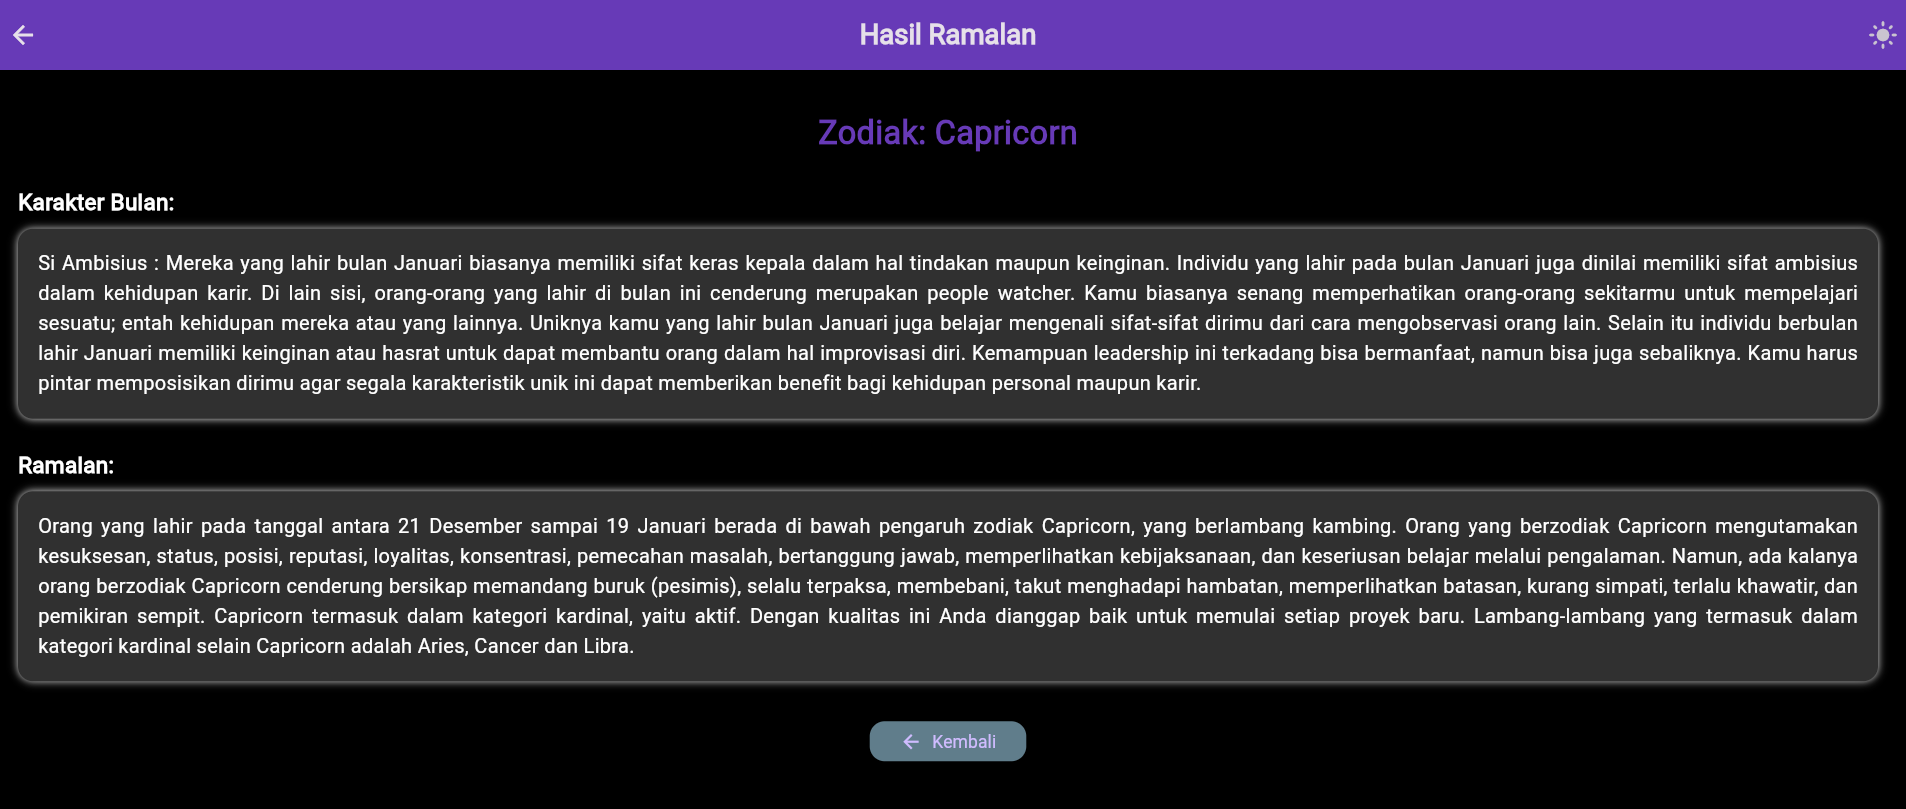 Hasil Ramalan
Zodiak: Capricorn
Karakter Bulan:
Si Ambisius : Mereka yang lahir bulan Januari biasanya memiliki sifat keras kepala dalam hal tindakan maupun keinginan. Individu yang lahir pada bulan Januari juga dinilai memiliki sifat ambisius
dalam kehidupan karir. Di lain sisi, orang-orang yang lahir di bulan ini cenderung merupakan people watcher. Kamu biasanya senang memperhatikan orang-orang sekitarmu untuk mempelajari
sesuatu; entah kehidupan mereka atau yang lainnya. Uniknya kamu yang lahir bulan Januari juga belajar mengenali sifat-sifat dirimu dari cara mengobservasi orang lain. Selain itu individu berbulan
lahir Januari memiliki keinginan atau hasrat untuk dapat membantu orang dalam hal improvisasi diri. Kemampuan leadership ini terkadang bisa bermanfaat, namun bisa juga sebaliknya. Kamu harus
pintar memposisikan dirimu agar segala karakteristik unik ini dapat memberikan benefit bagi kehidupan personal maupun karir.
Ramalan:
Orang yang lahir pada tanggal antara 21 Desember sampai 19 Januari berada di bawah pengaruh zodiak Capricorn, yang berlambang kambing. Orang yang berzodiak Capricorn mengutamakan
kesuksesan, status, posisi, reputasi, loyalitas, konsentrasi, pemecahan masalah, bertanggung jawab, memperlihatkan kebijaksanaan, dan keseriusan belajar melalui pengalaman. Namun, ada kalanya
orang berzodiak Capricorn cenderung bersikap memandang buruk (pesimis), selalu terpaksa, membebani, takut menghadapi hambatan, memperlihatkan batasan, kurang simpati, terlalu khawatir, dan
pemikiran sempit. Capricorn termasuk dalam kategori kardinal, yaitu aktif. Dengan kualitas ini Anda dianggap baik untuk memulai setiap proyek baru. Lambang-lambang yang termasuk dalam
kategori kardinal selain Capricorn adalah Aries, Cancer dan Libra.
Kembali